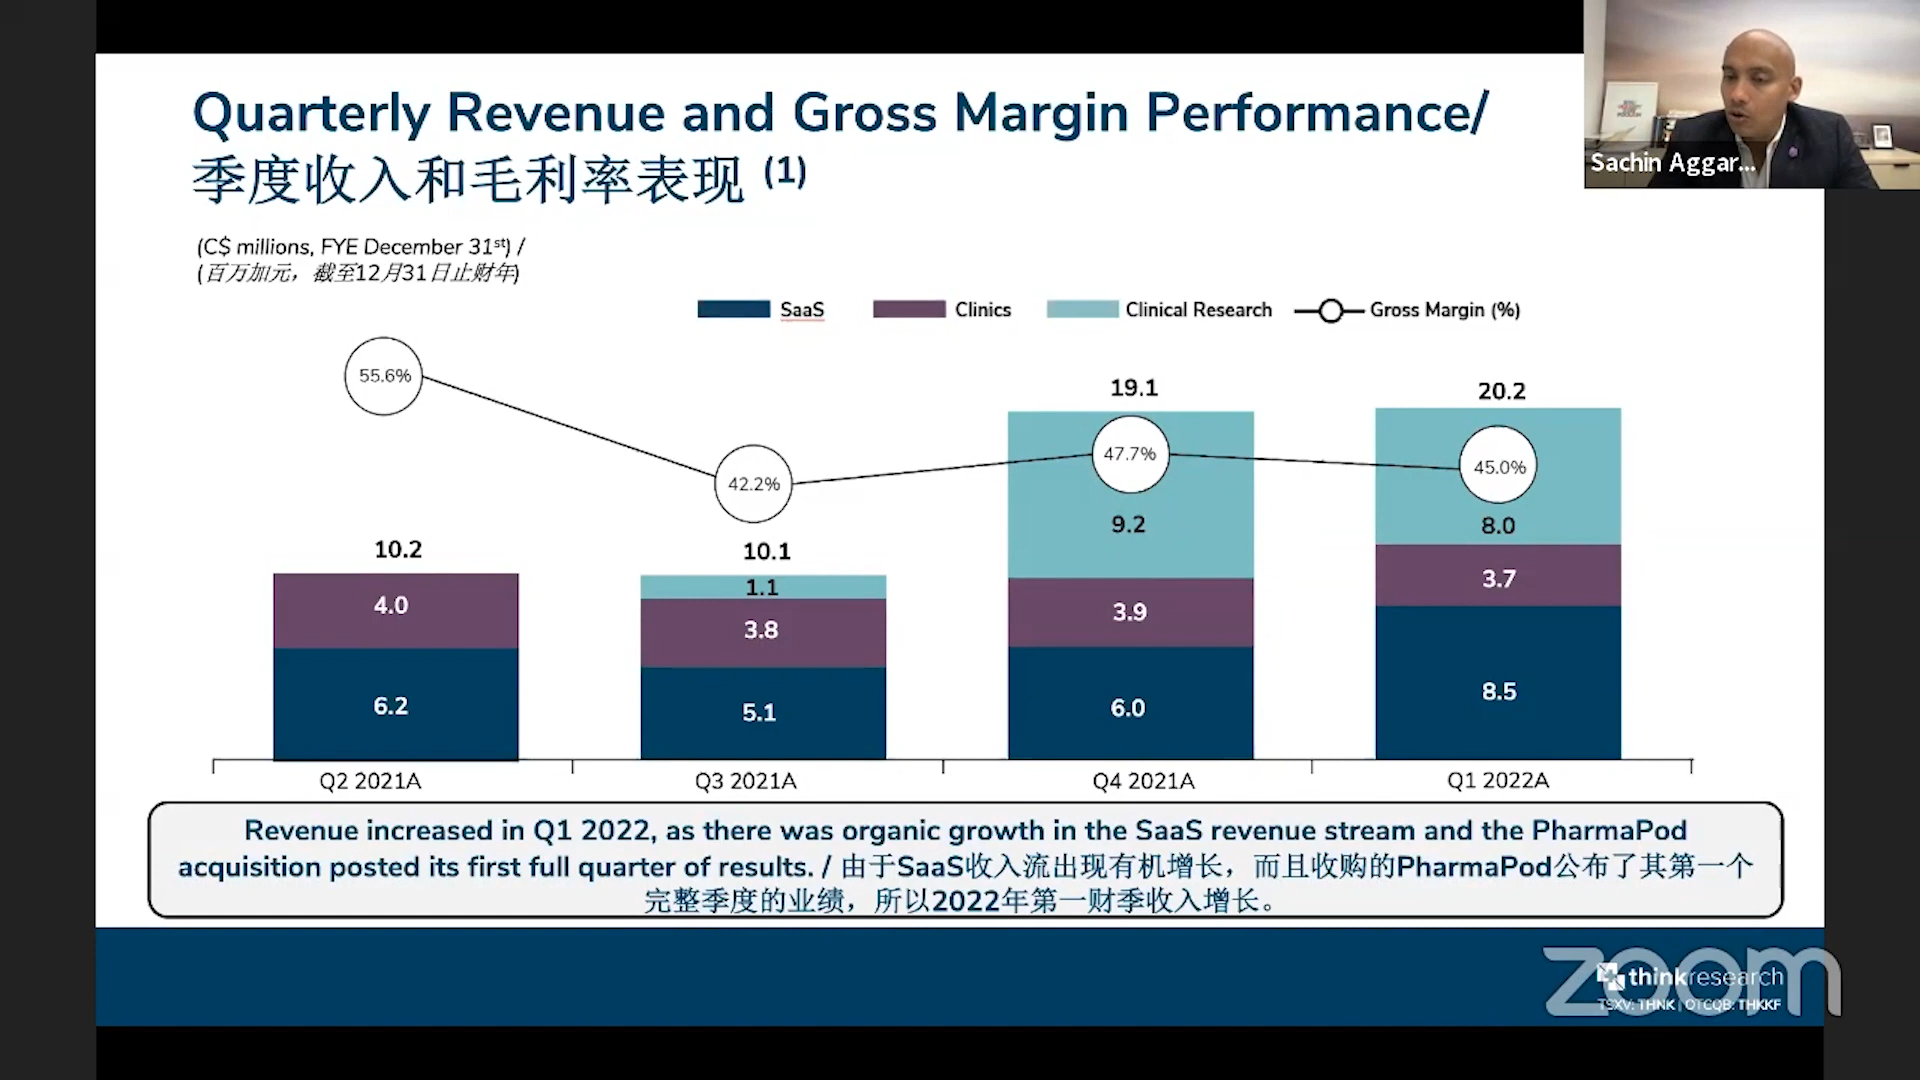 Quarterly Revenue and Gross Margin Performance/
季度收入和毛利率表现 (1)
Sachin Aggar...
(C$ millions, FYE December 31st) /
(百万加元，截至12月31日止财年)
SaaS
Clinics
Clinical Research
Gross Margin (%)
55.6%
42.2%
47.7%
45.0%
10.2
4.0
6.2
10.1
1.1
3.8
5.1
19.1
9.2
3.9
6.0
20.2
8.0
3.7
8.5
Q2 2021A
Q3 2021A
Q4 2021A
Q1 2022A
Revenue increased in Q1 2022, as there was organic growth in the SaaS revenue stream and the PharmaPod
acquisition posted its first full quarter of results. / 由于SaaS收入流出现有机增长，而且收购的PharmaPod公布了其第一个
完整季度的业绩，所以2022年第一财季收入增长。
zoom
thinkresearch
TSXV: THNK | OTCQB: THKKF